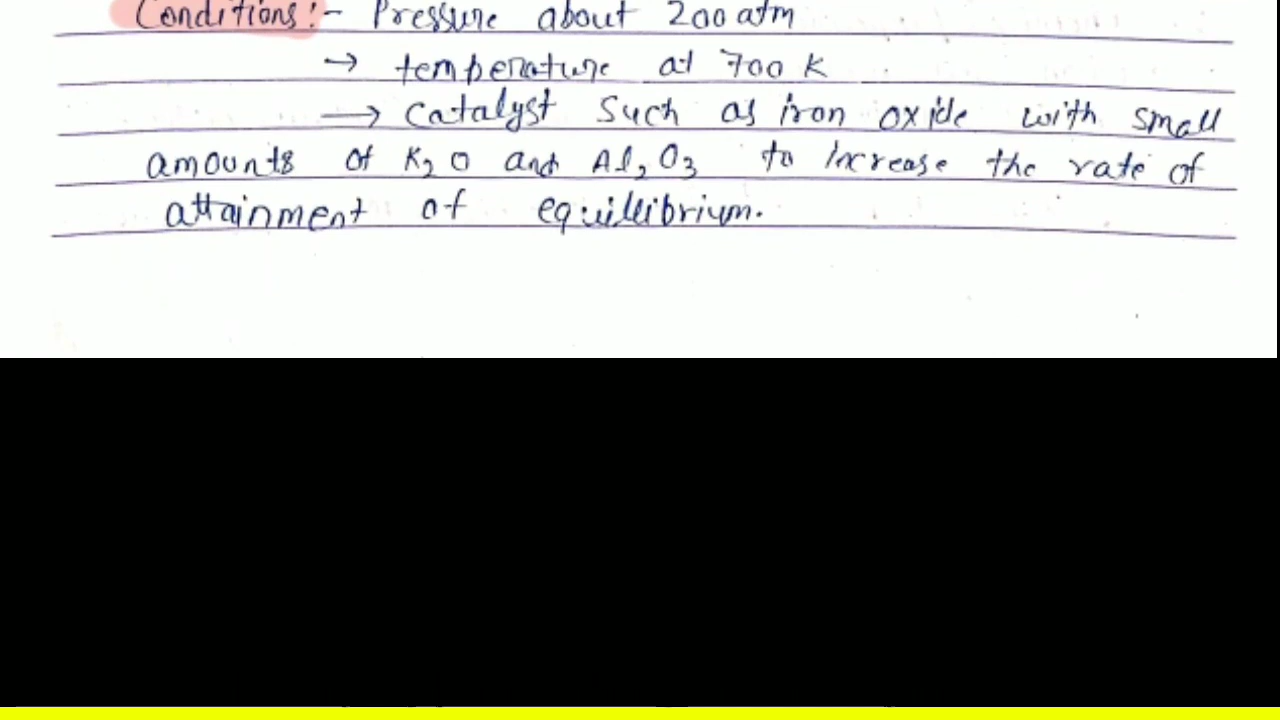 Conditions:- Pressure about 200 atm
→ temperature at 700 K
→ Catalyst such as iron oxide with small
amounts of K₂O and Al₂O₃ to increase the rate of
attainment of equillibrium.